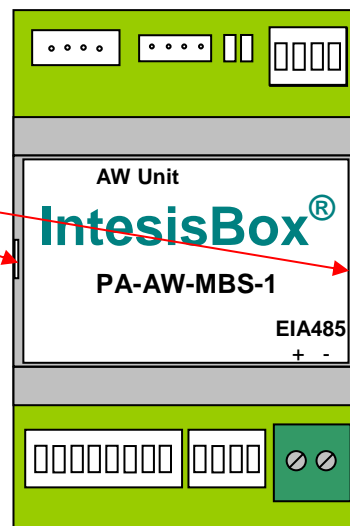 AW Unit
IntesisBox®
PA-AW-MBS-1
EIA485
+ -